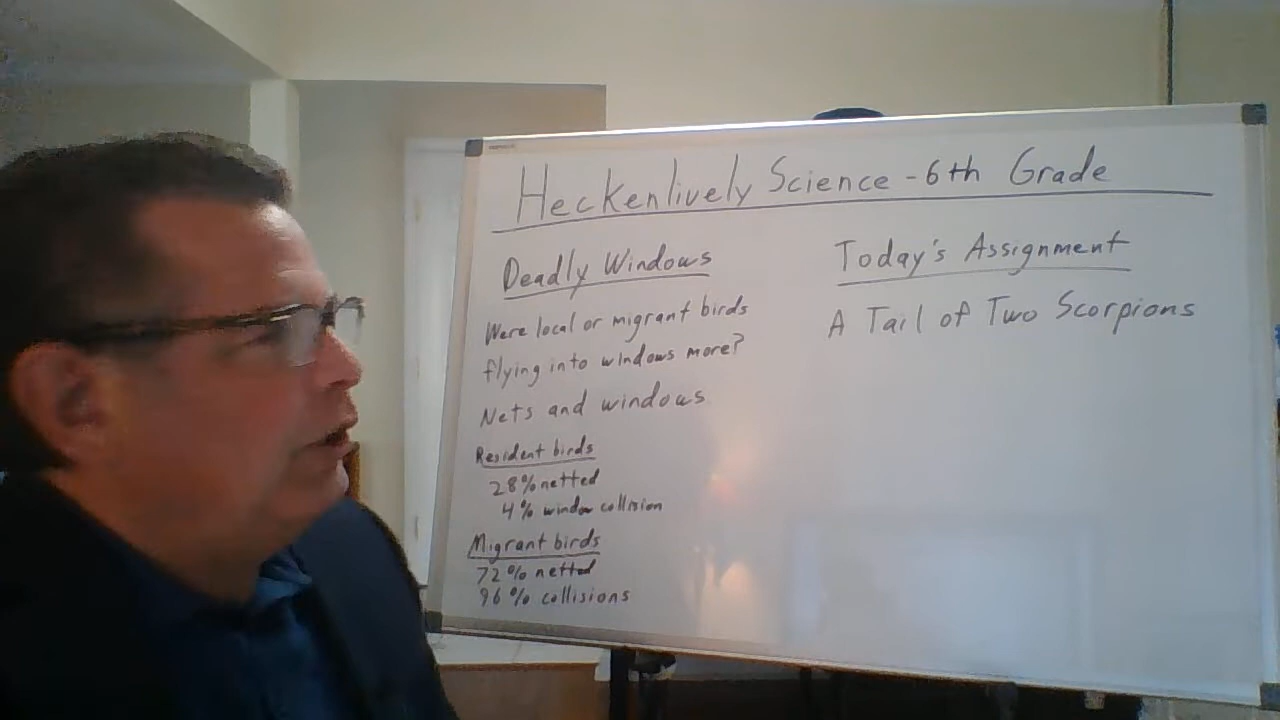 Heckenlively Science - 6th Grade
Deadly Windows
Were local or migrant birds
flying into windows more?
Nets and windows
Resident birds
28% netted
4% window collision
Migrant birds
72% netted
96% collisions
Today's Assignment
A Tail of Two Scorpions